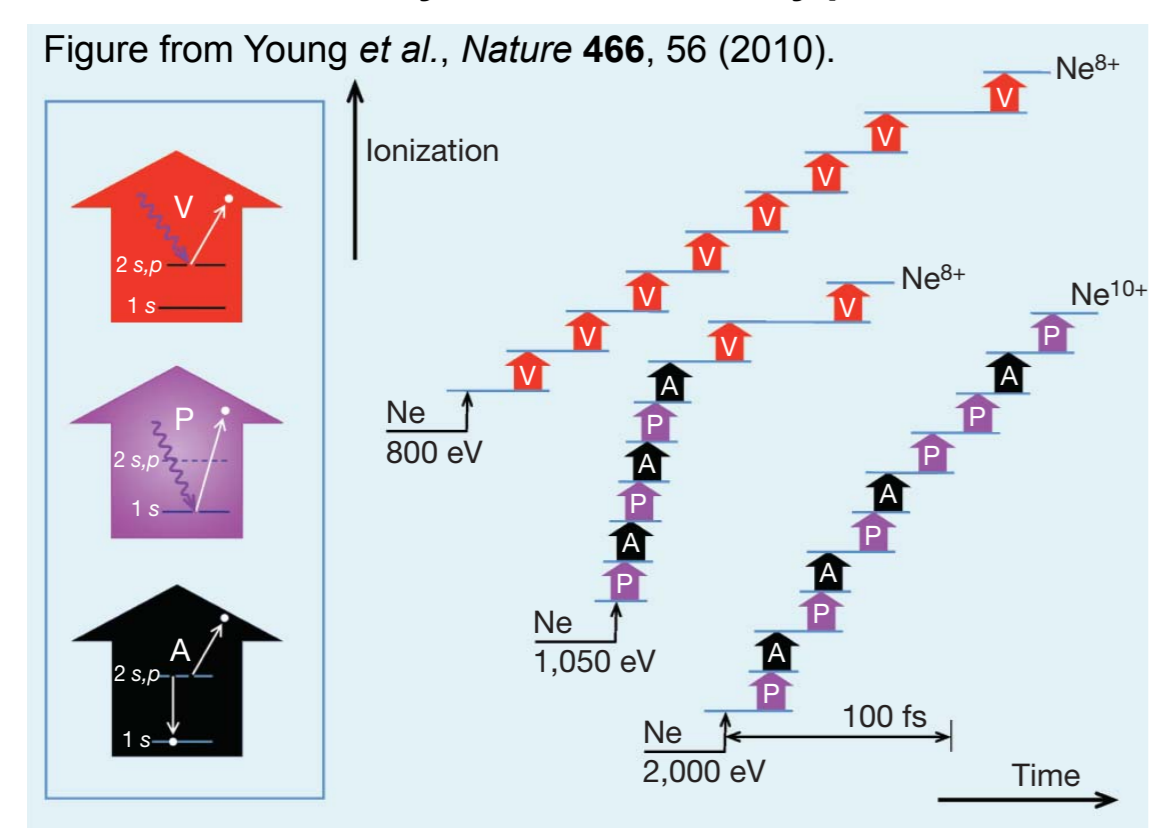 Figure from Young et al., Nature 466, 56 (2010).
Ionization
V
2 s,p
1 s
P
2 s,p
1 s
A
2 s,p
1 s
Ne
800 eV
V
V
V
V
V
V
V
V
Ne8+
Ne
1,050 eV
P
A
P
A
P
A
V
V
Ne8+
Ne
2,000 eV
P
A
P
A
P
A
P
P
A
P
Ne10+
100 fs
Time